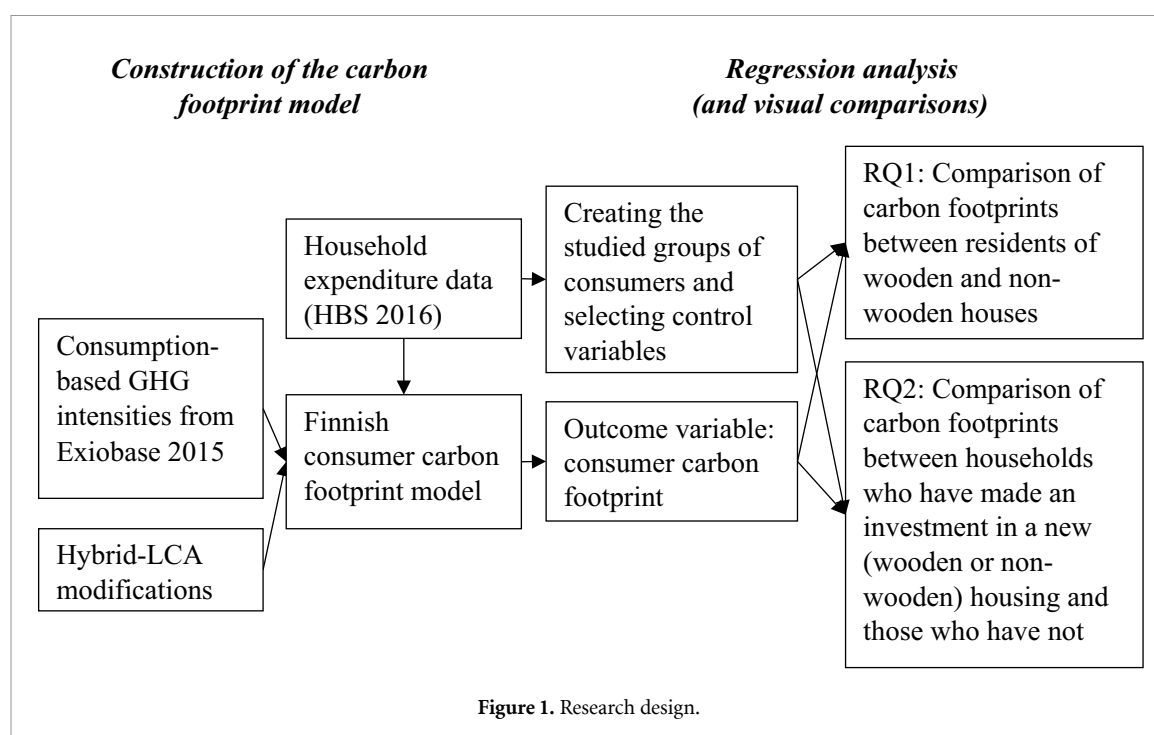 Construction of the carbon
footprint model
Regression analysis
(and visual comparisons)
Consumption-
based GHG
intensities from
Exiobase 2015
Hybrid-LCA
modifications
Household
expenditure data
(HBS 2016)
Finnish
consumer carbon
footprint model
Creating the
studied groups of
consumers and
selecting control
variables
Outcome variable:
consumer carbon
footprint
RQ1: Comparison of
carbon footprints
between residents of
wooden and non-
wooden houses
RQ2: Comparison of
carbon footprints
between households
who have made an
investment in a new
(wooden or non-
wooden) housing and
those who have not
Figure 1. Research design.